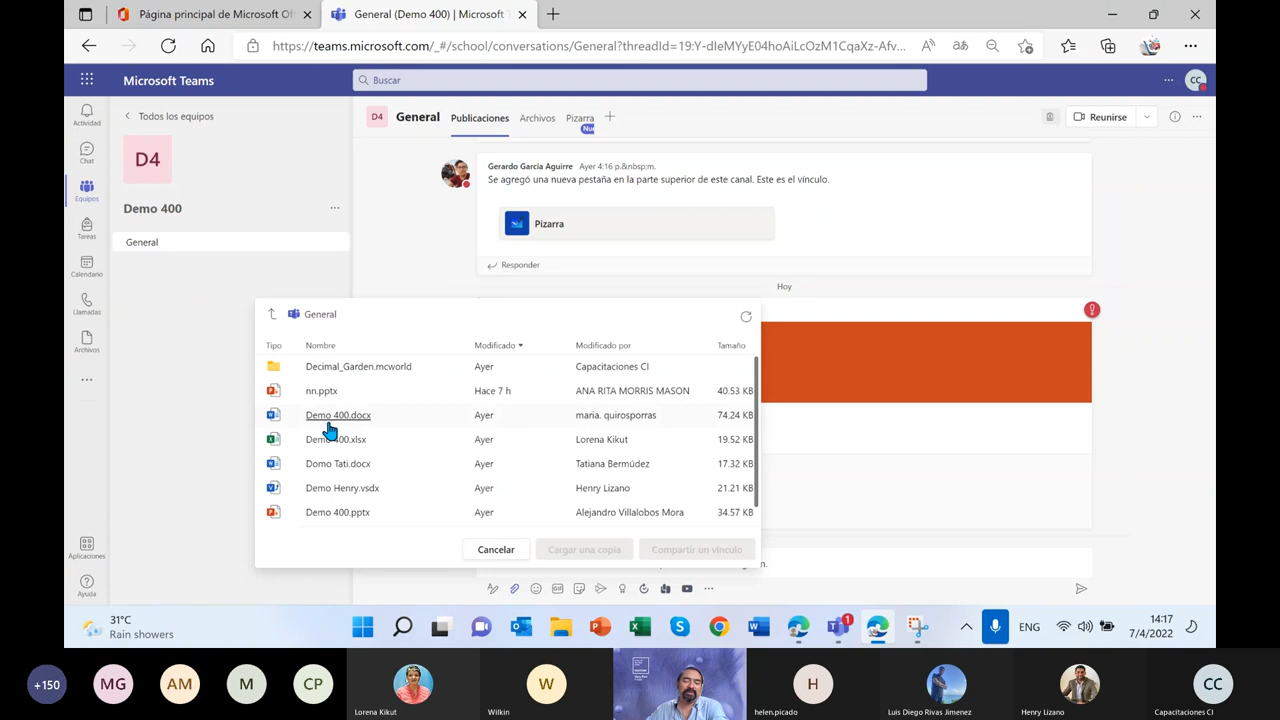 Página principal de Microsoft Of
General (Demo 400) | Microsoft T
https://teams.microsoft.com/_#/school/conversations/General?threadId=19:Y-dIeMYyE04hoAiLcOzM1CqaXz-Afv...
Microsoft Teams
Buscar
CC
Actividad
Chat
Equipos
Tareas
Calendario
Llamadas
Archivos
Aplicaciones
Ayuda
Todos los equipos
D4
Demo 400
General
D4
General
Publicaciones
Archivos
Pizarra
Nue
Reunirse
Gerardo García Aguirre
Ayer 4:16 p.&nbsp;m.
Se agregó una nueva pestaña en la parte superior de este canal. Este es el vínculo.
Pizarra
Responder
Hoy
General
Tipo Nombre Modificado Modificado por Tamaño
Decimal_Garden.mcworld Ayer Capacitaciones CI
nn.pptx Hace 7 h ANA RITA MORRIS MASON 40.53 KB
Demo 400.docx Ayer maria. quirosporras 74.24 KB
Demo 400.xlsx Ayer Lorena Kikut 19.52 KB
Domo Tati.docx Ayer Tatiana Bermúdez 17.32 KB
Demo Henry.vsdx Ayer Henry Lizano 21.21 KB
Demo 400.pptx Ayer Alejandro Villalobos Mora 34.57 KB
Cancelar
Cargar una copia
Compartir un vínculo
GIF
31°C
Rain showers
1
ENG
14:17
7/4/2022
+150
MG
AM
M
CP
Lorena Kikut
W
Wilkin
H
helen.picado
Luis Diego Rivas Jimenez
Henry Lizano
CC
Capacitaciones CI